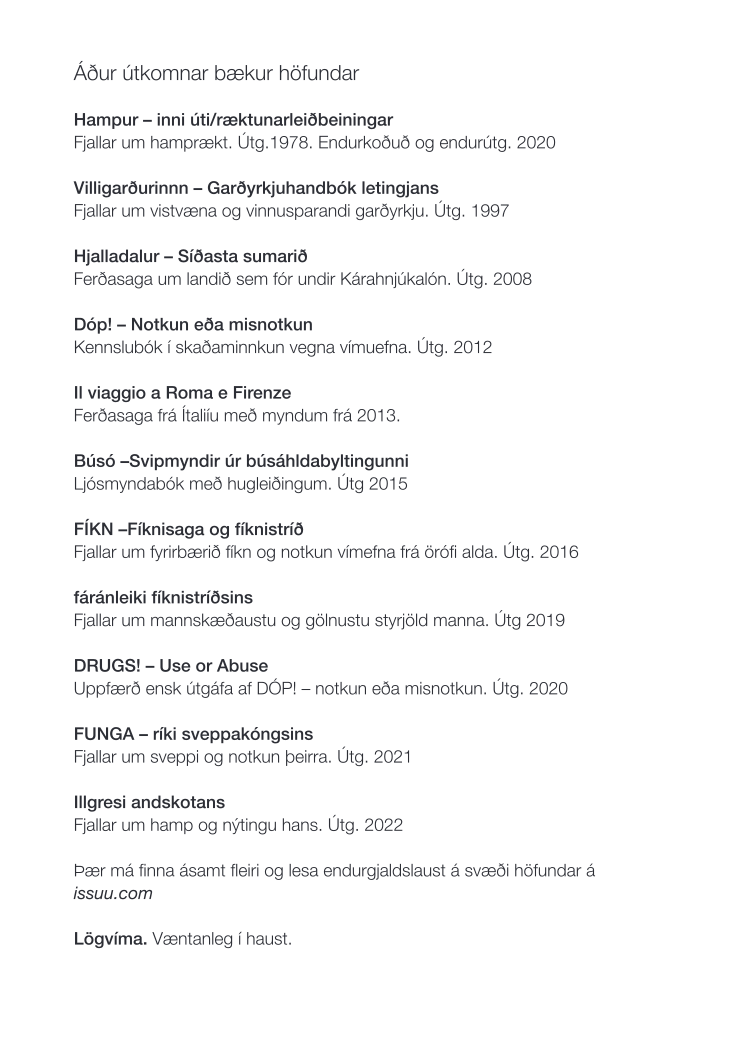 Áður útkomnar bækur höfundar
Hampur – inni úti/ræktunarleiðbeiningar
Fjallar um hamprækt. Útg.1978. Endurkoðuð og endurútg. 2020
Villigarðurinnn – Garðyrkjuhandbók letingjans
Fjallar um vistvæna og vinnusparandi garðyrkju. Útg. 1997
Hjalladalur – Síðasta sumarið
Ferðasaga um landið sem fór undir Kárahnjúkalón. Útg. 2008
Dóp! – Notkun eða misnotkun
Kennslubók í skaðaminnkun vegna vímuefna. Útg. 2012
Il viaggio a Roma e Firenze
Ferðasaga frá Ítaliíu með myndum frá 2013.
Búsó –Svipmyndir úr búsáhldabyltingunni
Ljósmyndabók með hugleiðingum. Útg 2015
FÍKN –Fíknisaga og fíknistríð
Fjallar um fyrirbærið fíkn og notkun vímefna frá örófi alda. Útg. 2016
fáránleiki fíknistríðsins
Fjallar um mannskæðaustu og gölnustu styrjöld manna. Útg 2019
DRUGS! – Use or Abuse
Uppfærð ensk útgáfa af DÓP! – notkun eða misnotkun. Útg. 2020
FUNGA – ríki sveppakóngsins
Fjallar um sveppi og notkun þeirra. Útg. 2021
Illgresi andskotans
Fjallar um hamp og nýtingu hans. Útg. 2022
Þær má finna ásamt fleiri og lesa endurgjaldslaust á svæði höfundar á
issuu.com
Lögvíma. Væntanleg í haust.